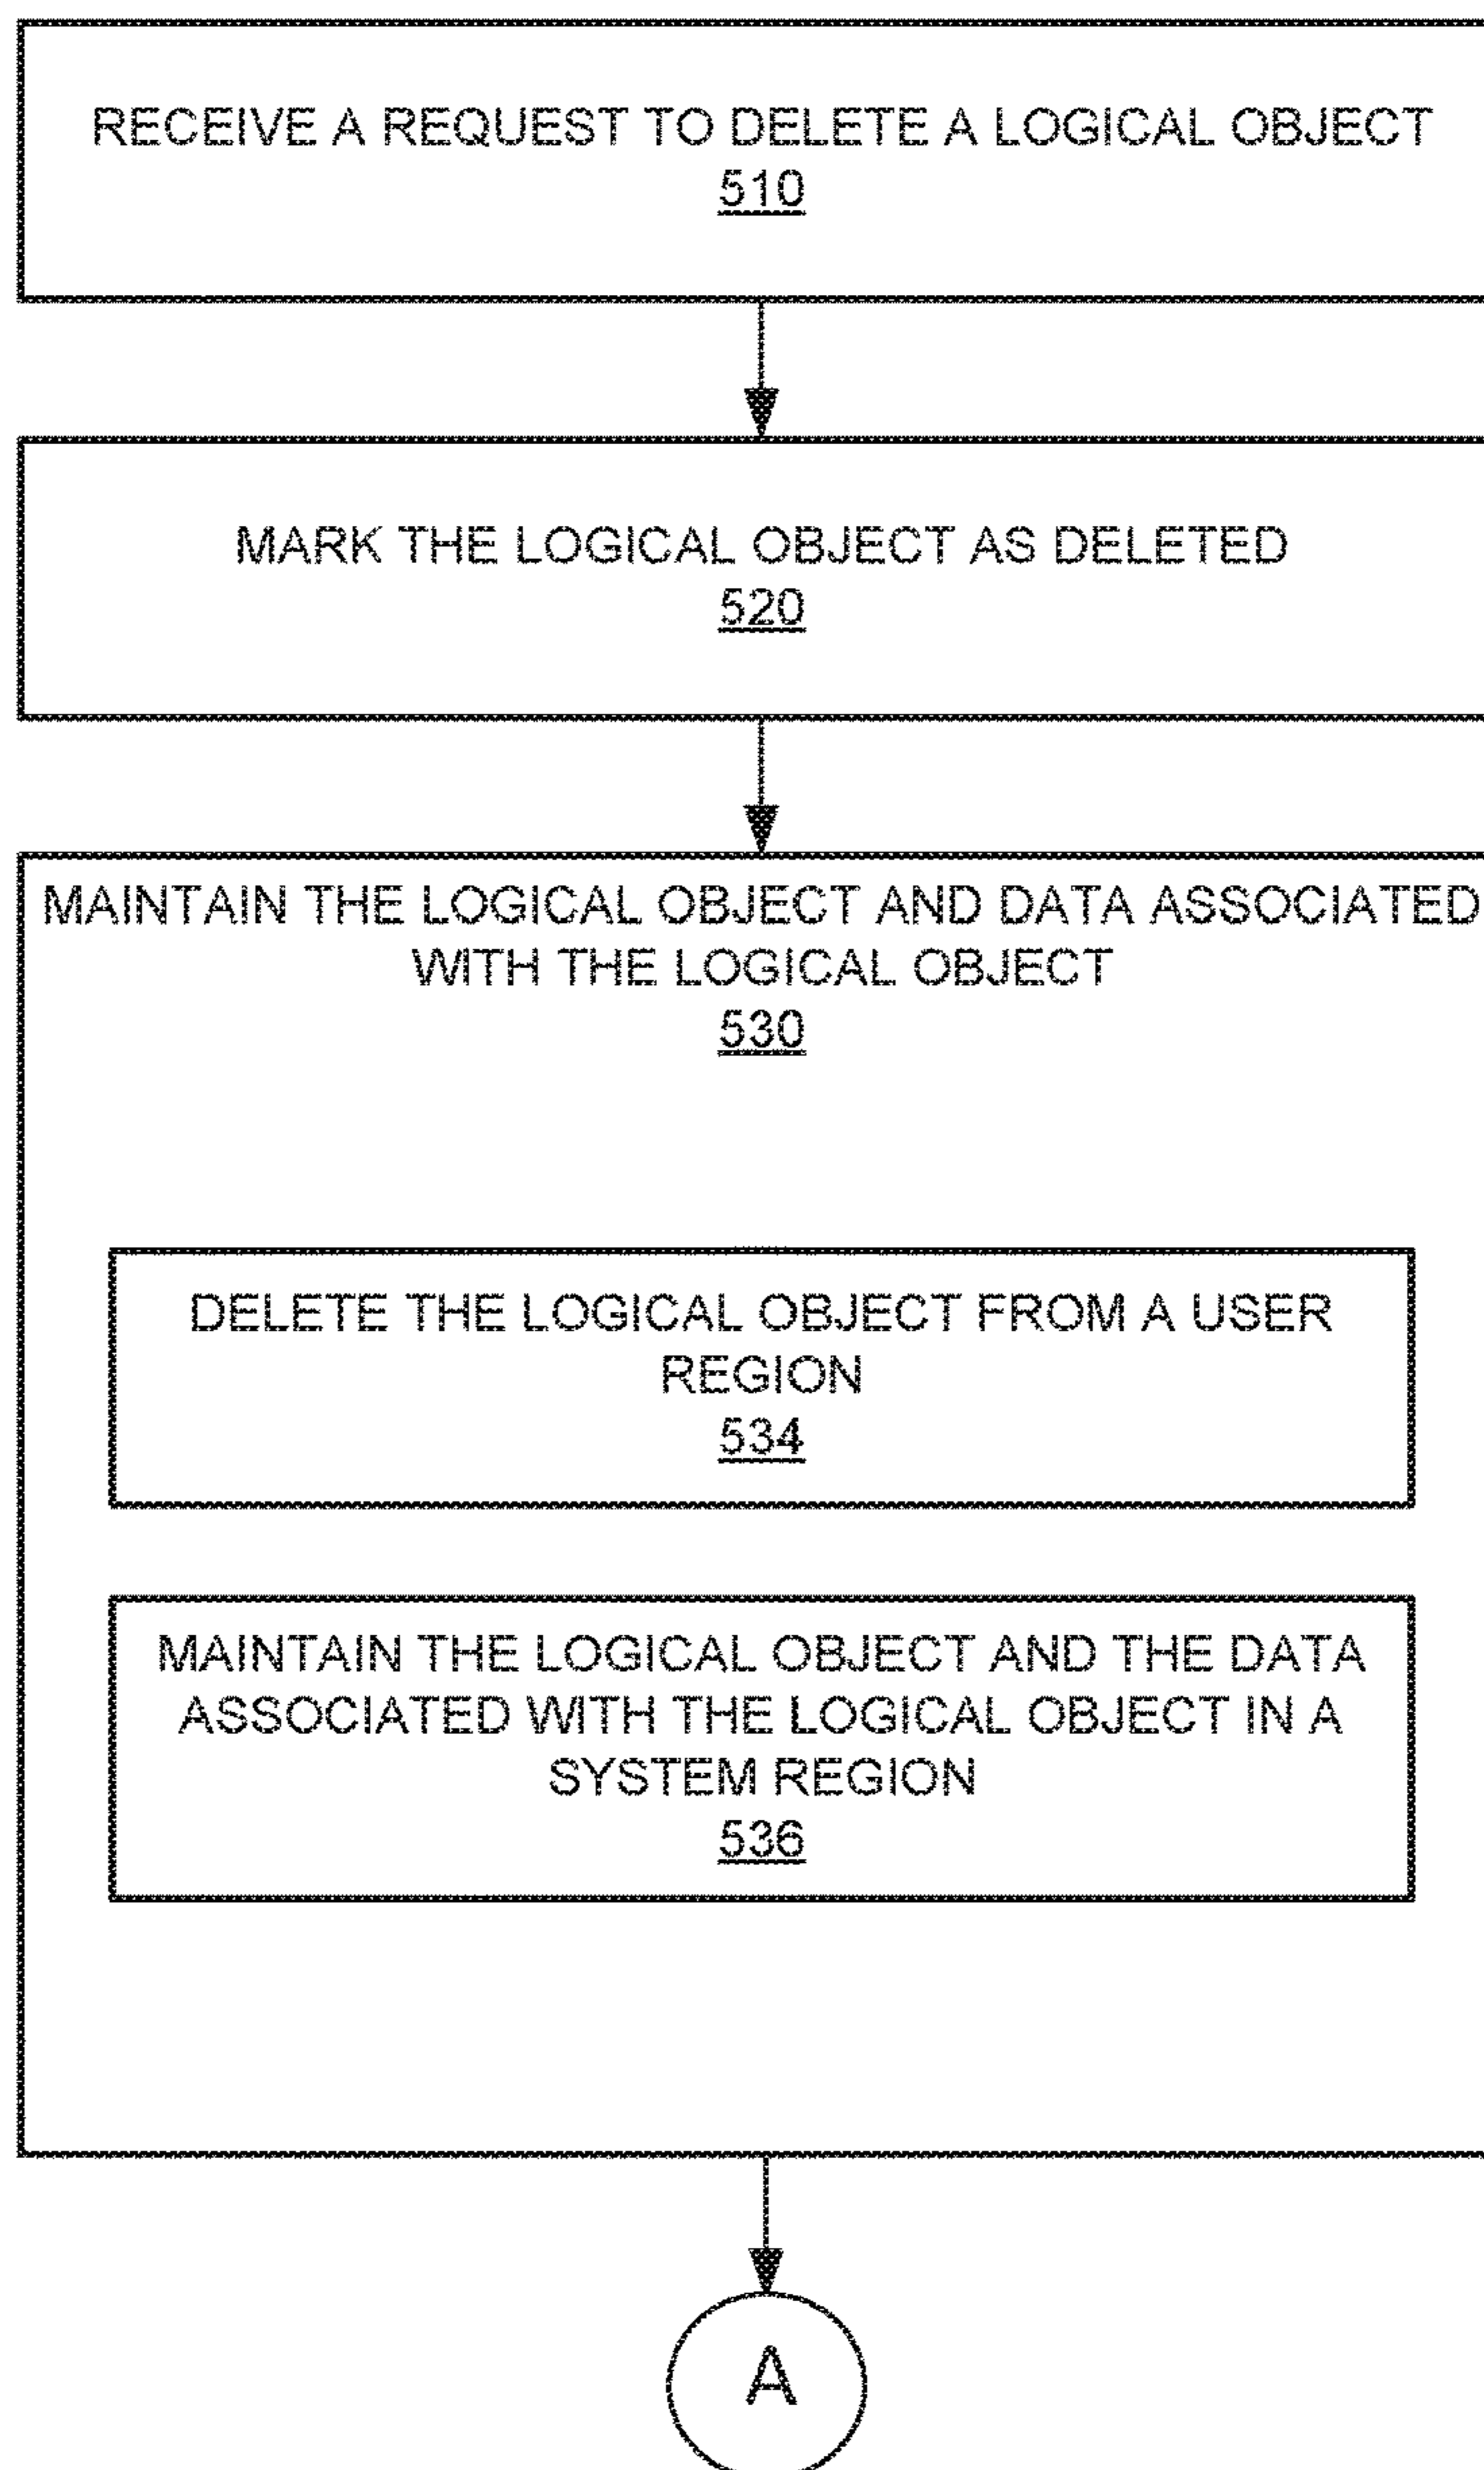 RECEIVE A REQUEST TO DELETE A LOGICAL OBJECT
510
MARK THE LOGICAL OBJECT AS DELETED
520
MAINTAIN THE LOGICAL OBJECT AND DATA ASSOCIATED
WITH THE LOGICAL OBJECT
530
DELETE THE LOGICAL OBJECT FROM A USER
REGION
534
MAINTAIN THE LOGICAL OBJECT AND THE DATA
ASSOCIATED WITH THE LOGICAL OBJECT IN A
SYSTEM REGION
536
A